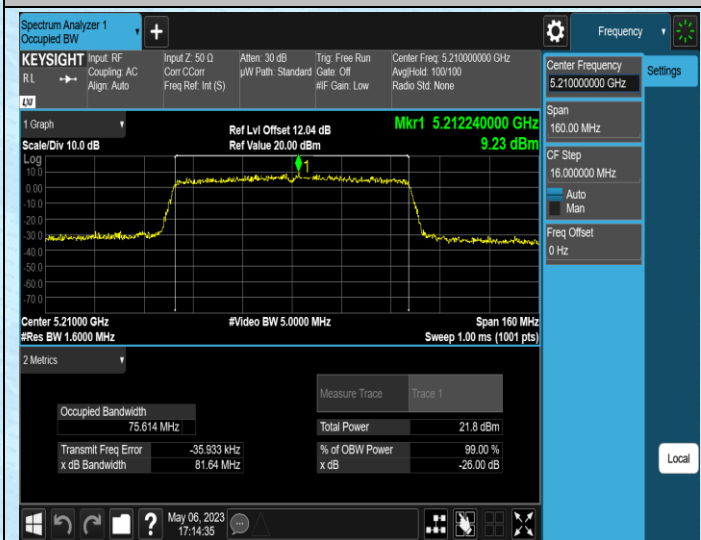 Spectrum Analyzer 1
Occupied BW
Frequency
KEYSIGHT
RL
Input: RF
Coupling: AC
Align: Auto
Input Z: 50 Ω
Corr CCorr
Freq Ref: Int (S)
Atten: 30 dB
µW Path: Standard
Trig: Free Run
Gate: Off
#IF Gain: Low
Center Freq: 5.210000000 GHz
Avg|Hold: 100/100
Radio Std: None
LXI
1 Graph
Scale/Div 10.0 dB
Ref Lvl Offset 12.04 dB
Ref Value 20.00 dBm
Mkr1 5.212240000 GHz
9.23 dBm
Log
10.0
0.00
-10.0
-20.0
-30.0
-40.0
-50.0
-60.0
-70.0
1
Center 5.21000 GHz
#Res BW 1.6000 MHz
#Video BW 5.0000 MHz
Span 160 MHz
Sweep 1.00 ms (1001 pts)
2 Metrics
Measure Trace
Trace 1
Occupied Bandwidth
75.614 MHz
Total Power
21.8 dBm
Transmit Freq Error
-35.933 kHz
% of OBW Power
99.00 %
x dB Bandwidth
81.64 MHz
x dB
-26.00 dB
Center Frequency
5.210000000 GHz
Settings
Span
160.00 MHz
CF Step
16.000000 MHz
Auto
Man
Freq Offset
0 Hz
Local
?
May 06, 2023
17:14:35